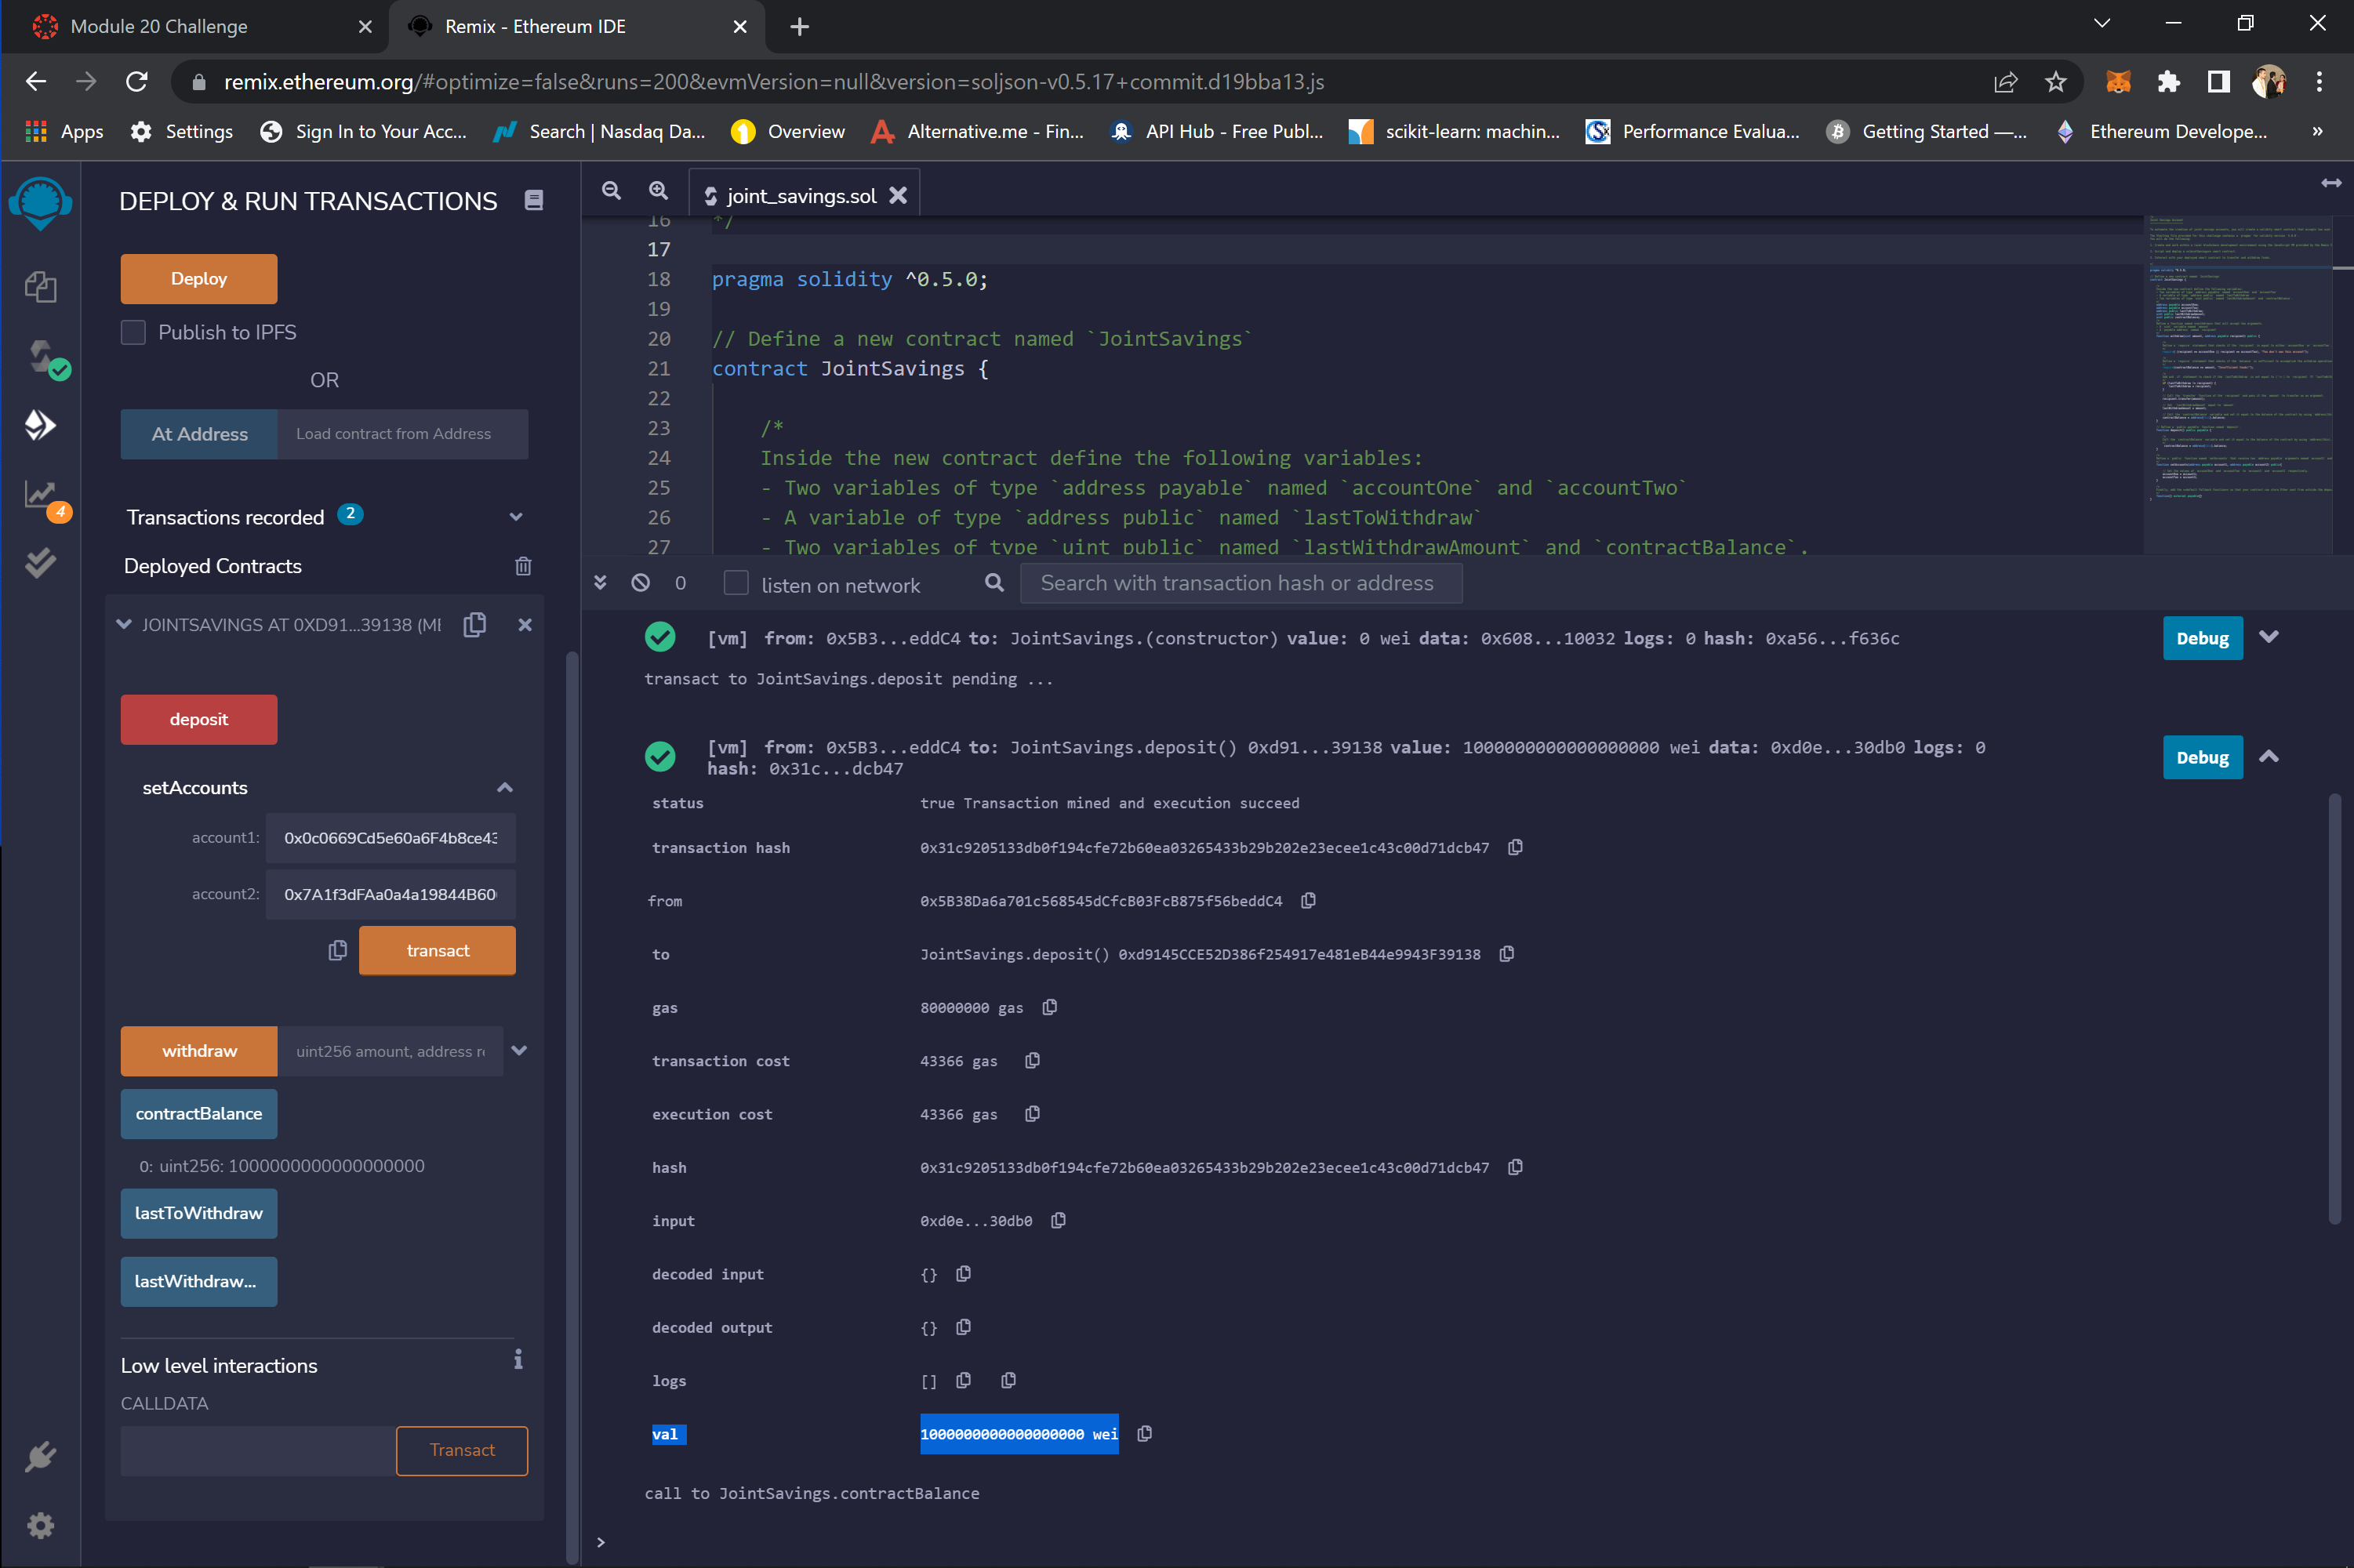 Module 20 Challenge
Remix - Ethereum IDE
remix.ethereum.org/#optimize=false&runs=200&evmVersion=null&version=soljson-v0.5.17+commit.d19bba13.js
Apps Settings Sign In to Your Acc... Search | Nasdaq Da... Overview Alternative.me - Fin... API Hub - Free Publ... scikit-learn: machin... Performance Evalua... Getting Started —... Ethereum Develope... »
DEPLOY & RUN TRANSACTIONS
Deploy
Publish to IPFS
OR
At Address Load contract from Address
4
Transactions recorded 2
Deployed Contracts
JOINTSAVINGS AT 0XD91...39138 (ME
deposit
setAccounts
account1: 0x0c0669Cd5e60a6F4b8ce43
account2: 0x7A1f3dFAa0a4a19844B60
transact
withdraw uint256 amount, address re
contractBalance
0: uint256: 1000000000000000000
lastToWithdraw
lastWithdraw...
Low level interactions
CALLDATA
Transact
joint_savings.sol
16 */
17
18 pragma solidity ^0.5.0;
19
20 // Define a new contract named `JointSavings`
21 contract JointSavings {
22
23 /*
24 Inside the new contract define the following variables:
25 - Two variables of type `address payable` named `accountOne` and `accountTwo`
26 - A variable of type `address public` named `lastToWithdraw`
27 - Two variables of type `uint public` named `lastWithdrawAmount` and `contractBalance`.
0 listen on network Search with transaction hash or address
[vm] from: 0x5B3...eddC4 to: JointSavings.(constructor) value: 0 wei data: 0x608...10032 logs: 0 hash: 0xa56...f636c
Debug
transact to JointSavings.deposit pending ...
[vm] from: 0x5B3...eddC4 to: JointSavings.deposit() 0xd91...39138 value: 1000000000000000000 wei data: 0xd0e...30db0 logs: 0
hash: 0x31c...dcb47
Debug
status true Transaction mined and execution succeed
transaction hash 0x31c9205133db0f194cfe72b60ea03265433b29b202e23ecee1c43c00d71dcb47
from 0x5B38Da6a701c568545dCfcB03FcB875f56beddC4
to JointSavings.deposit() 0xd9145CCE52D386f254917e481eB44e9943F39138
gas 80000000 gas
transaction cost 43366 gas
execution cost 43366 gas
hash 0x31c9205133db0f194cfe72b60ea03265433b29b202e23ecee1c43c00d71dcb47
input 0xd0e...30db0
decoded input {}
decoded output {}
logs []
val 1000000000000000000 wei
call to JointSavings.contractBalance
>